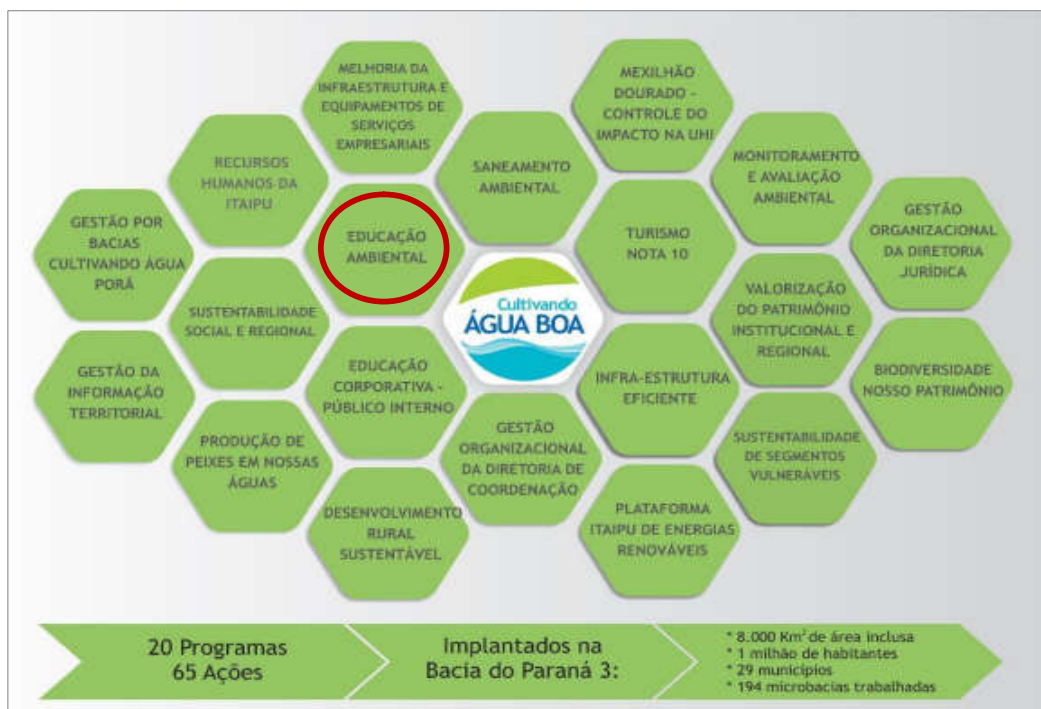 MELHORIA DA
INFRAESTRUTURA E
EQUIPAMENTOS DE
SERVIÇOS
EMPRESARIAIS
MEXILHÃO
DOURADO -
CONTROLE DO
IMPACTO NA UHI
RECURSOS
HUMANOS DA
ITAIPU
SANEAMENTO
AMBIENTAL
MONITORAMENTO
E AVALIAÇÃO
AMBIENTAL
GESTÃO POR
BACIAS
CULTIVANDO ÁGUA
PORÃ
EDUCAÇÃO
AMBIENTAL
TURISMO
NOTA 10
GESTÃO
ORGANIZACIONAL
DA DIRETORIA
JURÍDICA
SUSTENTABILIDADE
SOCIAL E REGIONAL
Cultivando
ÁGUA BOA
VALORIZAÇÃO
DO PATRIMÔNIO
INSTITUCIONAL E
REGIONAL
GESTÃO DA
INFORMAÇÃO
TERRITORIAL
EDUCAÇÃO
CORPORATIVA -
PÚBLICO INTERNO
INFRA-ESTRUTURA
EFICIENTE
BIODIVERSIDADE
NOSSO PATRIMÔNIO
PRODUÇÃO DE
PEIXES EM NOSSAS
ÁGUAS
GESTÃO
ORGANIZACIONAL
DA DIRETORIA DE
COORDENAÇÃO
SUSTENTABILIDADE
DE SEGMENTOS
VULNERÁVEIS
DESENVOLVIMENTO
RURAL
SUSTENTÁVEL
PLATAFORMA
ITAIPU DE ENERGIAS
RENOVÁVEIS
20 Programas
65 Ações
Implantados na
Bacia do Paraná 3:
* 8.000 Km² de área inclusa
* 1 milhão de habitantes
* 29 municípios
* 194 microbacias trabalhadas